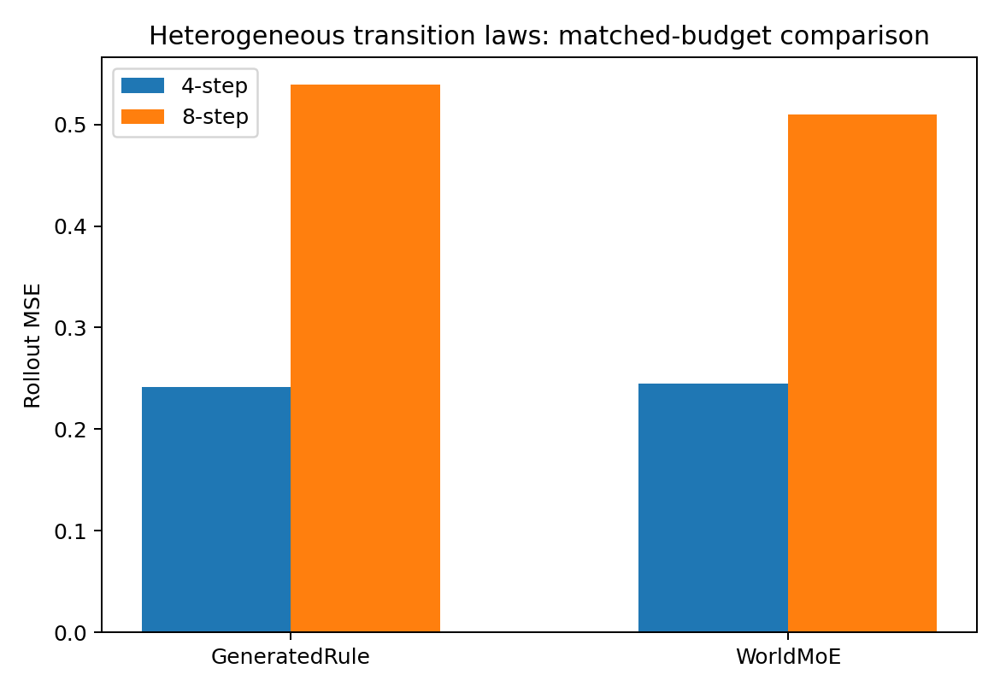 Heterogeneous transition laws: matched-budget comparison
4-step
8-step
Rollout MSE
0.5
0.4
0.3
0.2
0.1
0.0
GeneratedRule
WorldMoE